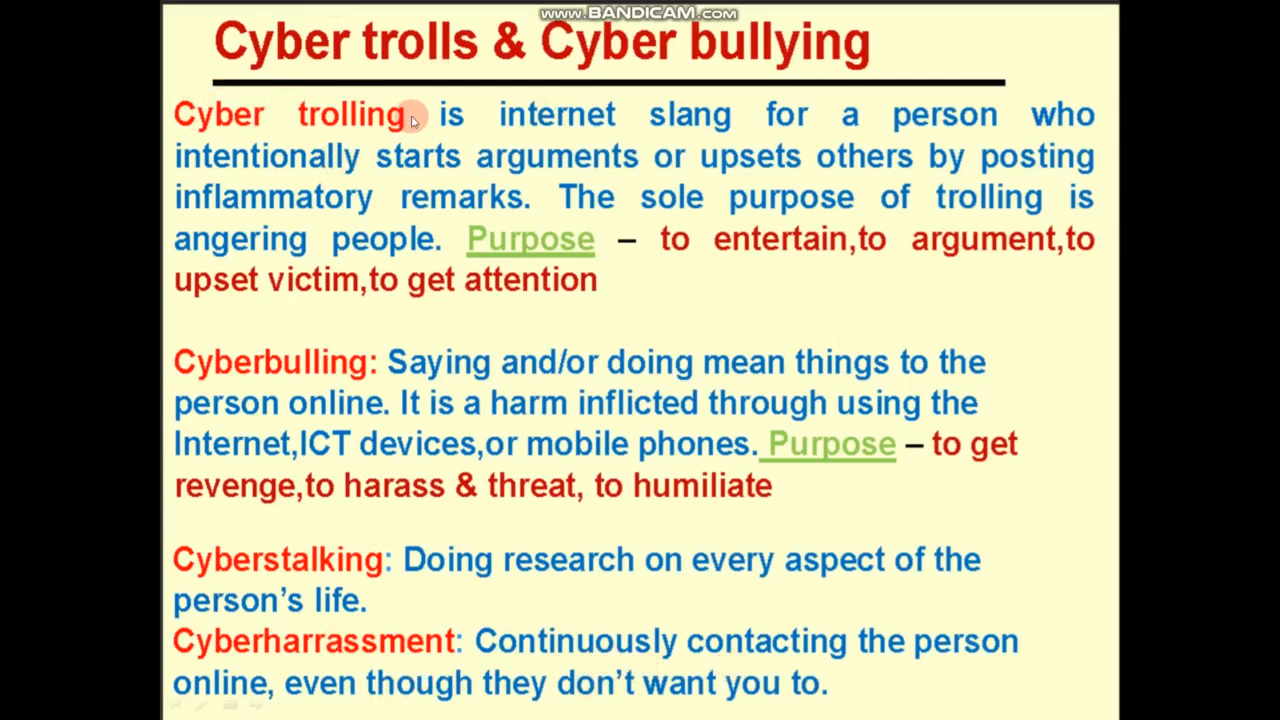 www.BANDICAM.com
Cyber trolls & Cyber bullying
Cyber trolling is internet slang for a person who
intentionally starts arguments or upsets others by posting
inflammatory remarks. The sole purpose of trolling is
angering people. Purpose – to entertain,to argument,to
upset victim,to get attention
Cyberbulling: Saying and/or doing mean things to the
person online. It is a harm inflicted through using the
Internet,ICT devices,or mobile phones. Purpose – to get
revenge,to harass & threat, to humiliate
Cyberstalking: Doing research on every aspect of the
person’s life.
Cyberharrassment: Continuously contacting the person
online, even though they don’t want you to.